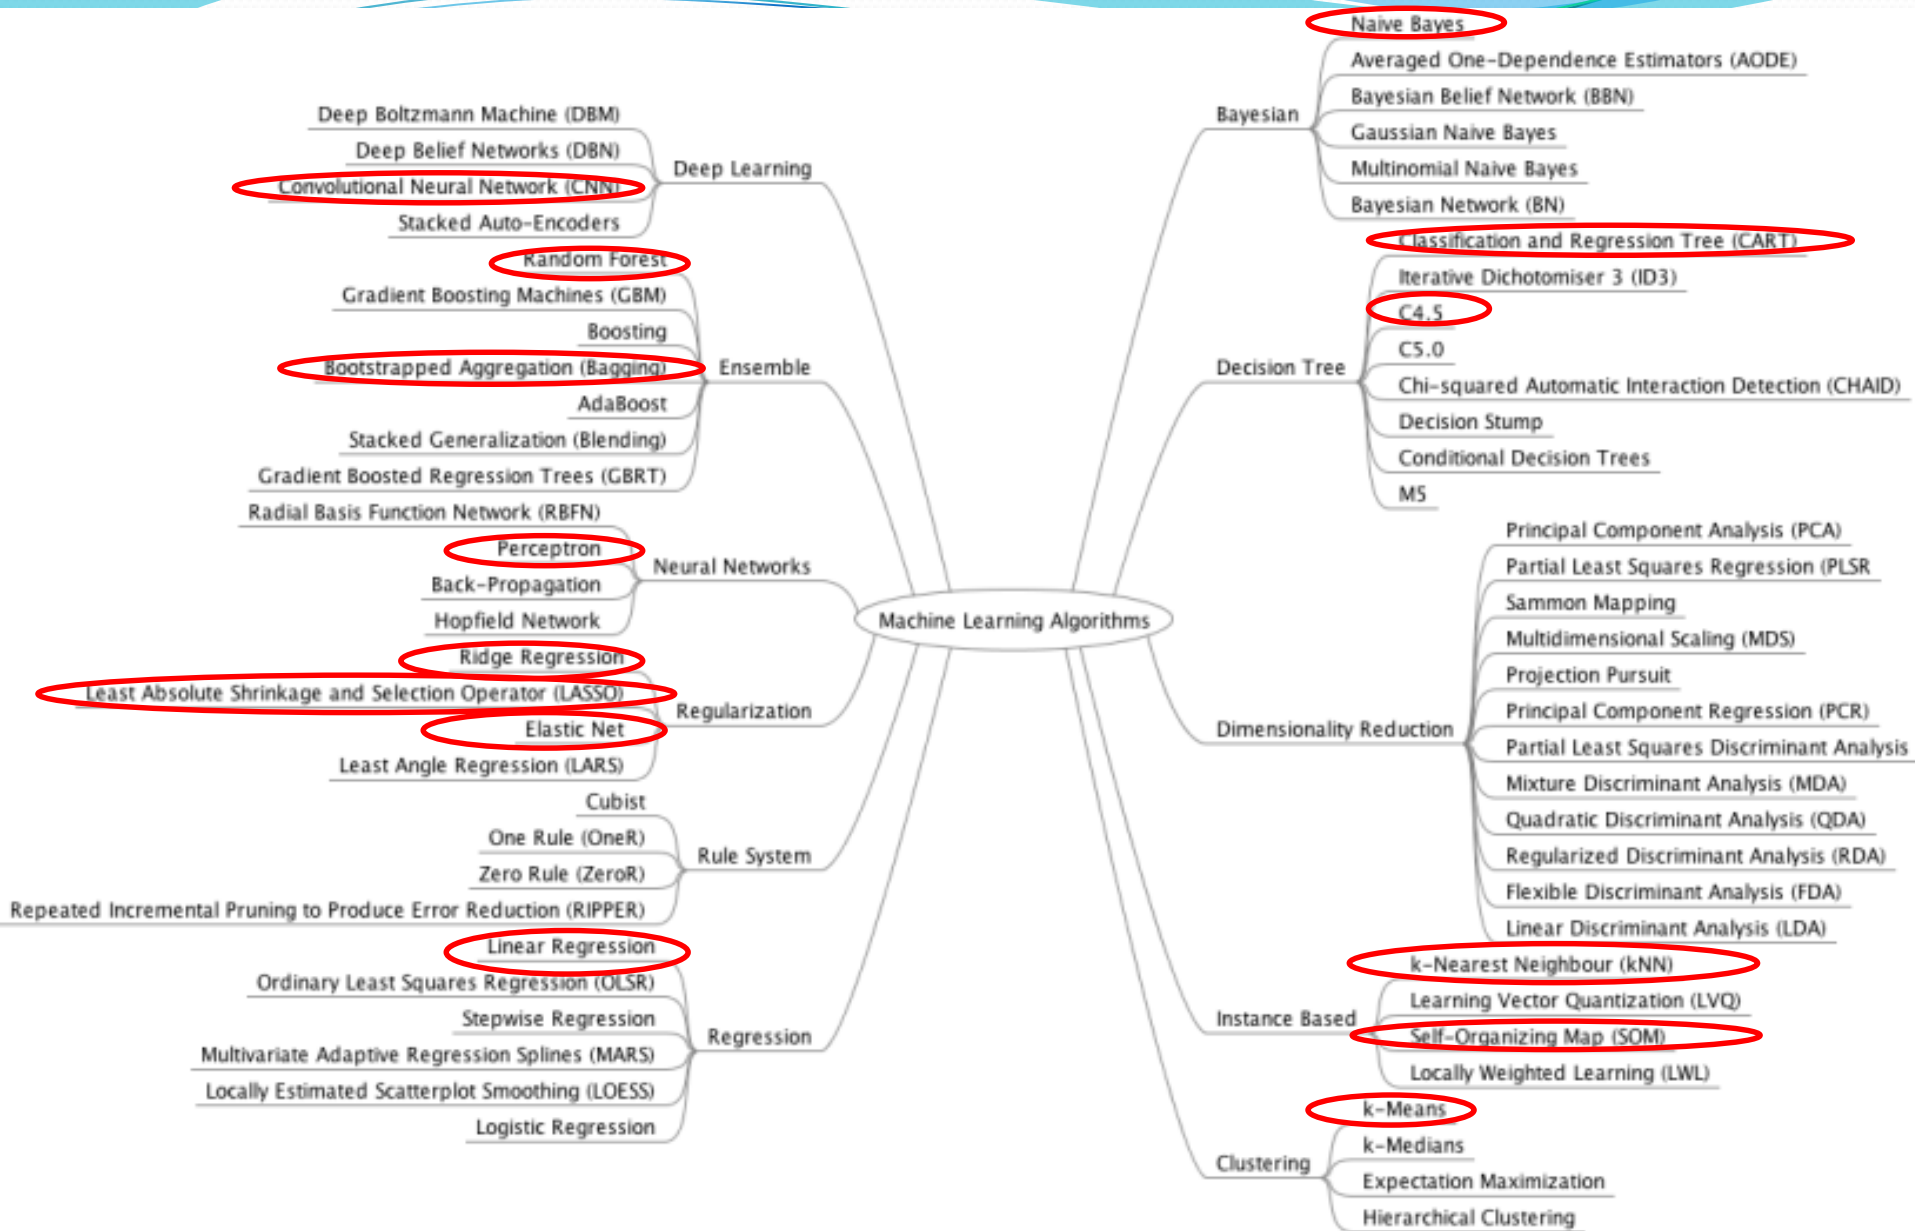 Deep Boltzmann Machine (DBM)
Deep Belief Networks (DBN)
Convolutional Neural Network (CNN)
Stacked Auto-Encoders
Deep Learning
Random Forest
Gradient Boosting Machines (GBM)
Boosting
Bootstrapped Aggregation (Bagging)
AdaBoost
Stacked Generalization (Blending)
Gradient Boosted Regression Trees (GBRT)
Ensemble
Radial Basis Function Network (RBFN)
Perceptron
Back-Propagation
Hopfield Network
Neural Networks
Ridge Regression
Least Absolute Shrinkage and Selection Operator (LASSO)
Elastic Net
Least Angle Regression (LARS)
Regularization
Cubist
One Rule (OneR)
Zero Rule (ZeroR)
Repeated Incremental Pruning to Produce Error Reduction (RIPPER)
Rule System
Linear Regression
Ordinary Least Squares Regression (OLSR)
Stepwise Regression
Multivariate Adaptive Regression Splines (MARS)
Locally Estimated Scatterplot Smoothing (LOESS)
Logistic Regression
Regression
Machine Learning Algorithms
Bayesian
Naive Bayes
Averaged One-Dependence Estimators (AODE)
Bayesian Belief Network (BBN)
Gaussian Naive Bayes
Multinomial Naive Bayes
Bayesian Network (BN)
Decision Tree
Classification and Regression Tree (CART)
Iterative Dichotomiser 3 (ID3)
C4.5
C5.0
Chi-squared Automatic Interaction Detection (CHAID)
Decision Stump
Conditional Decision Trees
M5
Dimensionality Reduction
Principal Component Analysis (PCA)
Partial Least Squares Regression (PLSR
Sammon Mapping
Multidimensional Scaling (MDS)
Projection Pursuit
Principal Component Regression (PCR)
Partial Least Squares Discriminant Analysis
Mixture Discriminant Analysis (MDA)
Quadratic Discriminant Analysis (QDA)
Regularized Discriminant Analysis (RDA)
Flexible Discriminant Analysis (FDA)
Linear Discriminant Analysis (LDA)
Instance Based
k-Nearest Neighbour (kNN)
Learning Vector Quantization (LVQ)
Self-Organizing Map (SOM)
Locally Weighted Learning (LWL)
Clustering
k-Means
k-Medians
Expectation Maximization
Hierarchical Clustering